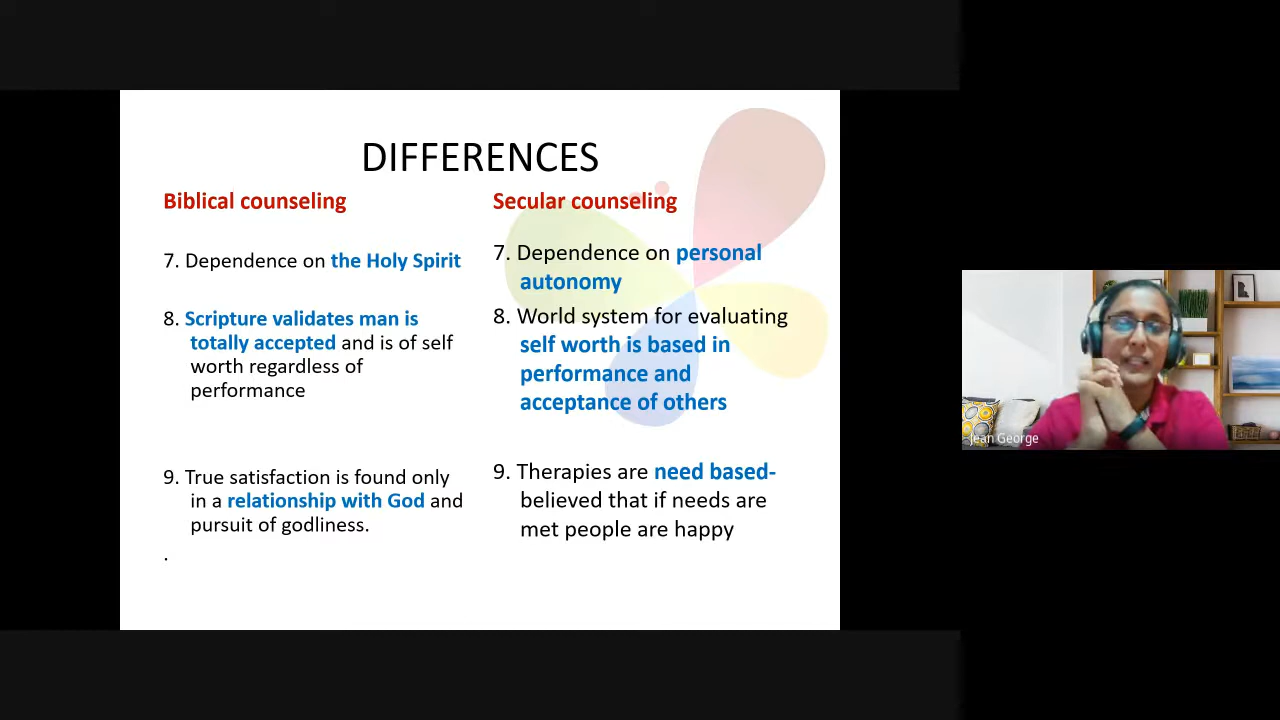 DIFFERENCES
Biblical counseling
7. Dependence on the Holy Spirit
8. Scripture validates man is
totally accepted and is of self
worth regardless of
performance
9. True satisfaction is found only
in a relationship with God and
pursuit of godliness.
.
Secular counseling
7. Dependence on personal
autonomy
8. World system for evaluating
self worth is based in
performance and
acceptance of others
9. Therapies are need based-
believed that if needs are
met people are happy
Jean George